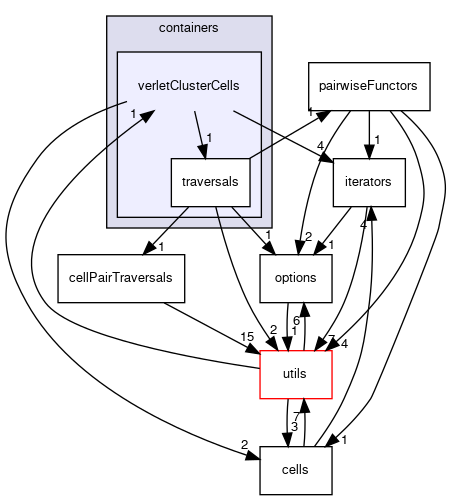 containers
verletClusterCells
pairwiseFunctors
1
1
1
4
1
traversals
iterators
1
1
2
1
4
cellPairTraversals
options
15
2
1
6
4
utils
3
7
2
1
cells